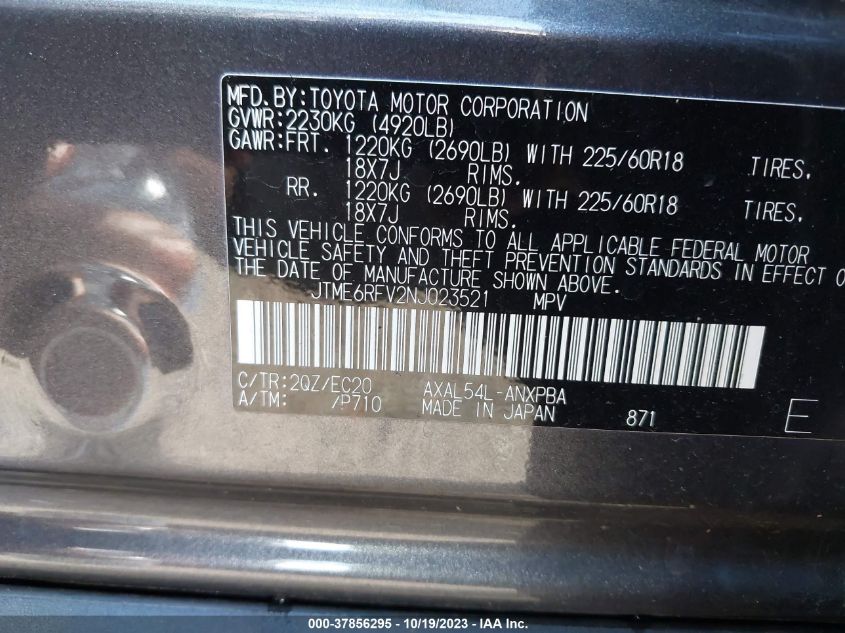 MFD.BY:TOYOTA MOTOR CORPORATION
GVWR:2230KG (4920LB)
GAWR:FRT. 1220KG (2690LB) WITH 225/60R18 TIRES.
18X7J RIMS.
RR. 1220KG (2690LB) WITH 225/60R18 TIRES,
18X7J RIMS.
THIS VEHICLE CONFORMS TO ALL APPLICABLE FEDERAL MOTOR
VEHICLE SAFETY AND THEFT PREVENTION STANDARDS IN EFFECT O
THE DATE OF MANUFACTURE SHOWN ABOVE.
JTME6RFV2NJ023521 MPV
C/TR:2QZ/EC20 AXAL54L-ANXPBA
A/TM: /P710 MADE IN JAPAN 871 E
000-37856295 - 10/19/2023 - IAA Inc.